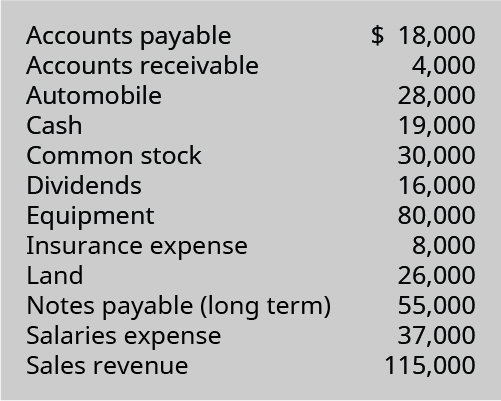 Accounts payable $ 18,000
Accounts receivable 4,000
Automobile 28,000
Cash 19,000
Common stock 30,000
Dividends 16,000
Equipment 80,000
Insurance expense 8,000
Land 26,000
Notes payable (long term) 55,000
Salaries expense 37,000
Sales revenue 115,000